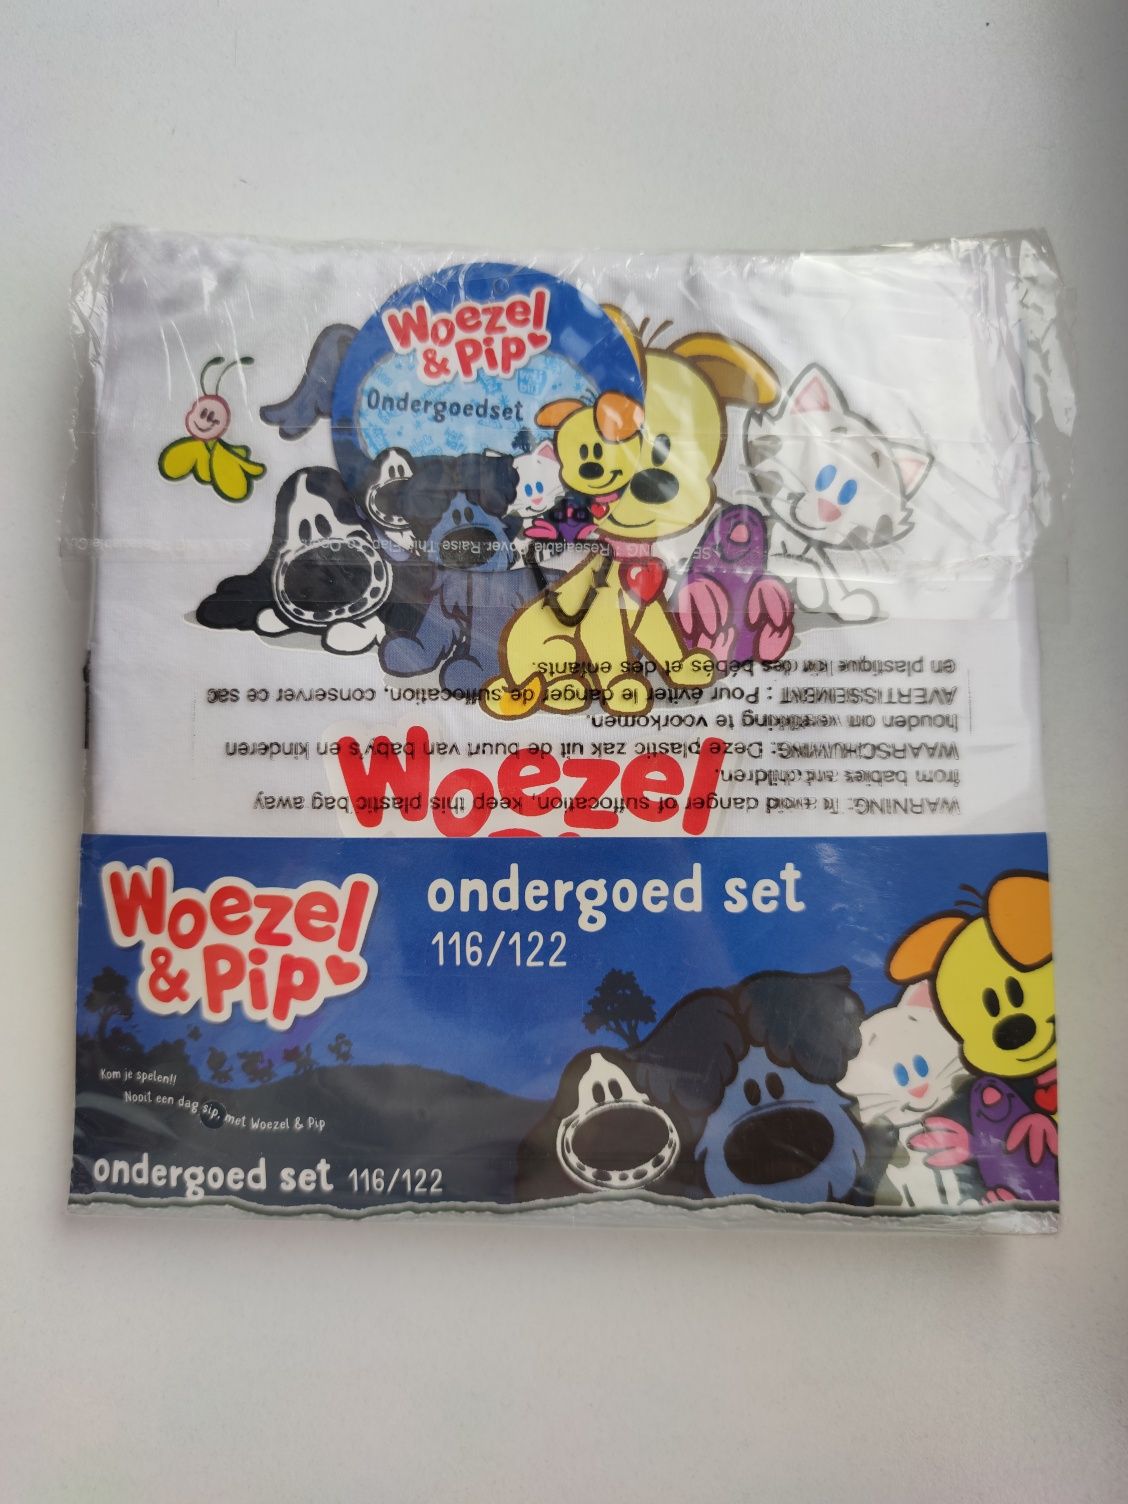 Woezel
& Pip
Ondergoedset
Resealable
en plastique loin des bébés et des enfants.
AVERTISSEMENT : Pour éviter le danger de suffocation, conserver ce sac
houden om verstikking te voorkomen.
WAARSCHUWING: Deze plastic zak uit de buurt van baby's en kinderen
from babies and children.
WARNING: To avoid danger of suffocation, keep this plastic bag away
Woezel
Woezel
& Pip
ondergoed set
116/122
Kom je spelen!!
Nooit een dag sip, met Woezel & Pip
ondergoed set 116/122